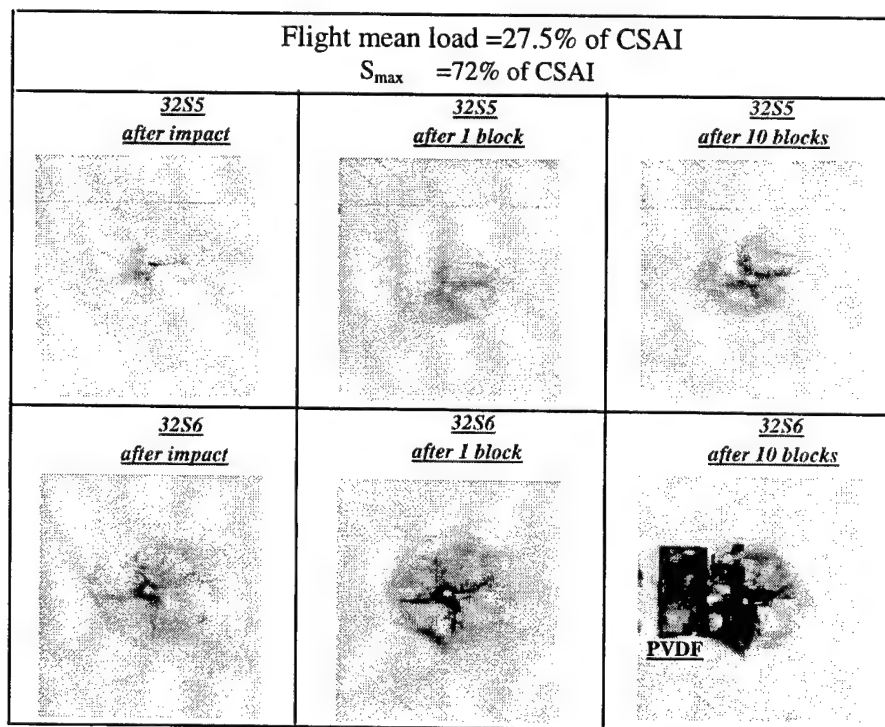 Flight mean load =27.5% of CSAI
Smax =72% of CSAI
32S5
after impact
32S5
after 1 block
32S5
after 10 blocks
32S6
after impact
32S6
after 1 block
32S6
after 10 blocks
PVDF